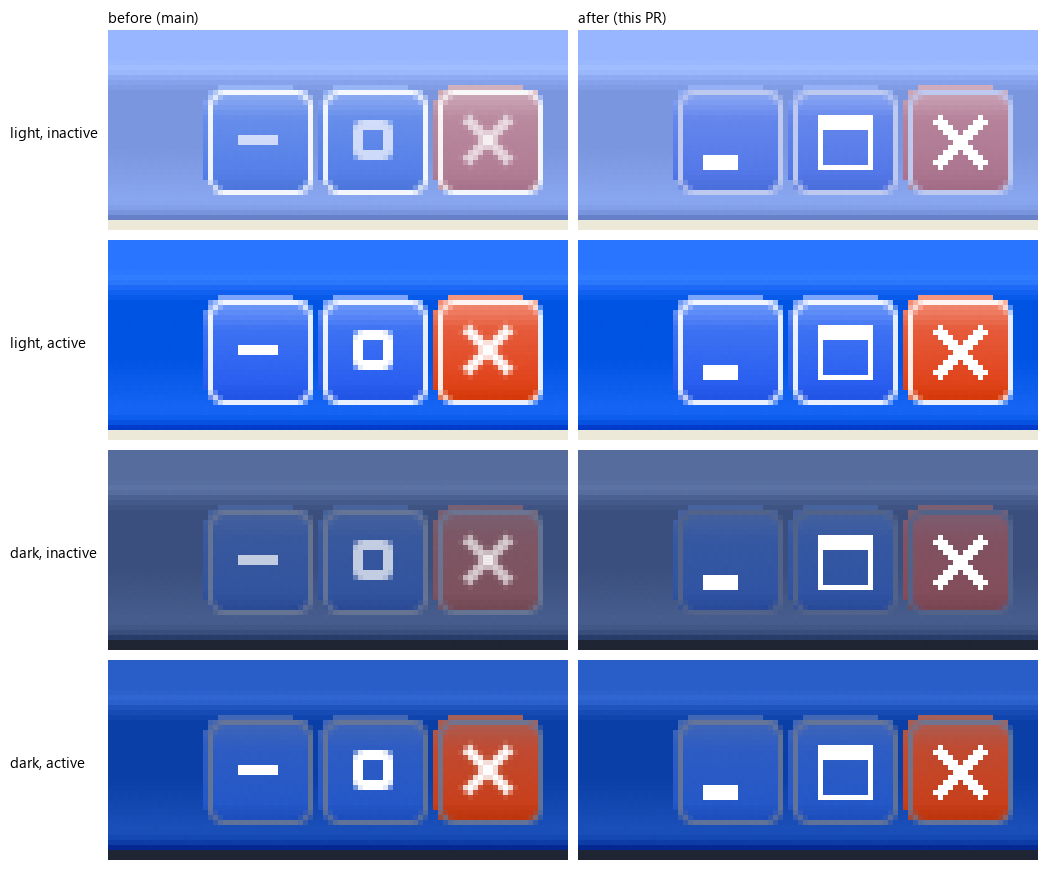 before (main)
after (this PR)
light, inactive
light, active
dark, inactive
dark, active